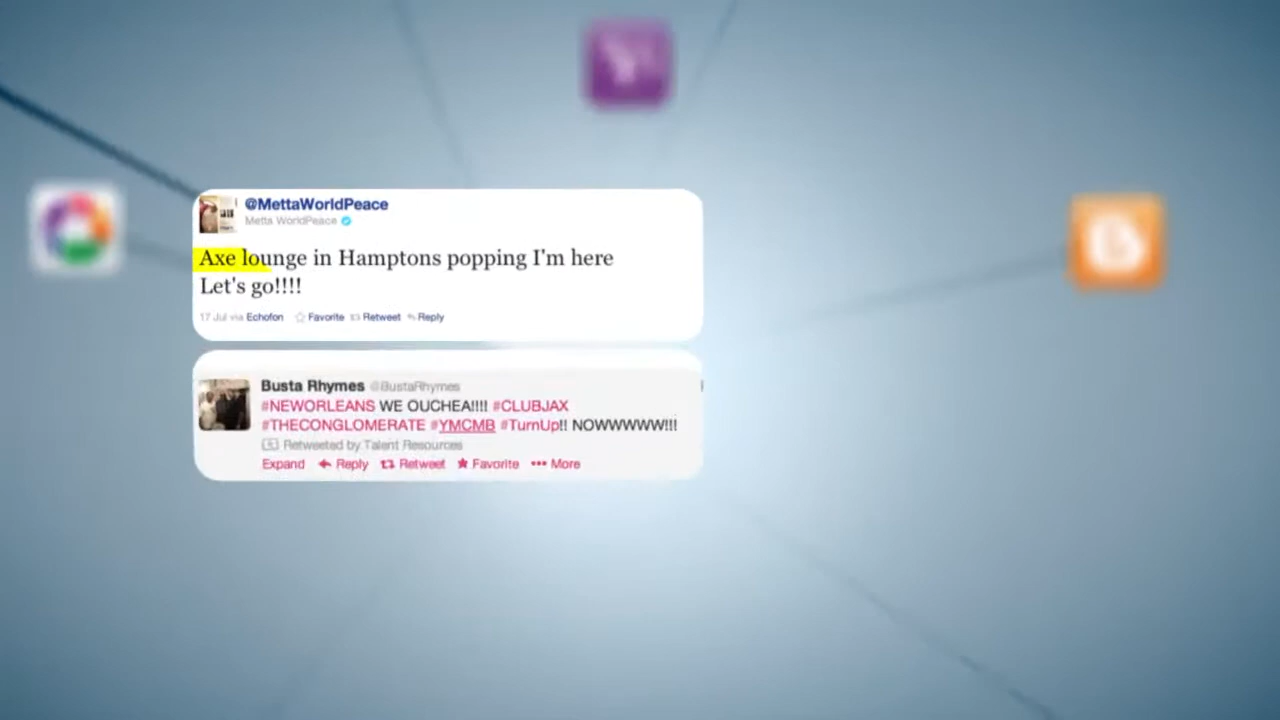 @MettaWorldPeace
Metta WorldPeace
Axe lounge in Hamptons popping I'm here
Let's go!!!!
17 Jul via Echofon Favorite Retweet Reply
Busta Rhymes @BustaRhymes
#NEWORLEANS WE OUCHEA!!!! #CLUBJAX
#THECONGLOMERATE #YMCMB #TurnUp!! NOWWWWW!!!
Retweeted by Talent Resources
Expand Reply Retweet Favorite More